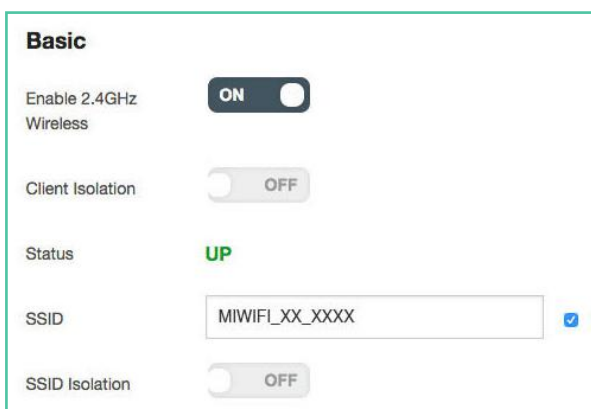 Basic
Enable 2.4GHz
Wireless
ON
Client Isolation
OFF
Status
UP
SSID
MIWIFI_XX_XXXX
SSID Isolation
OFF